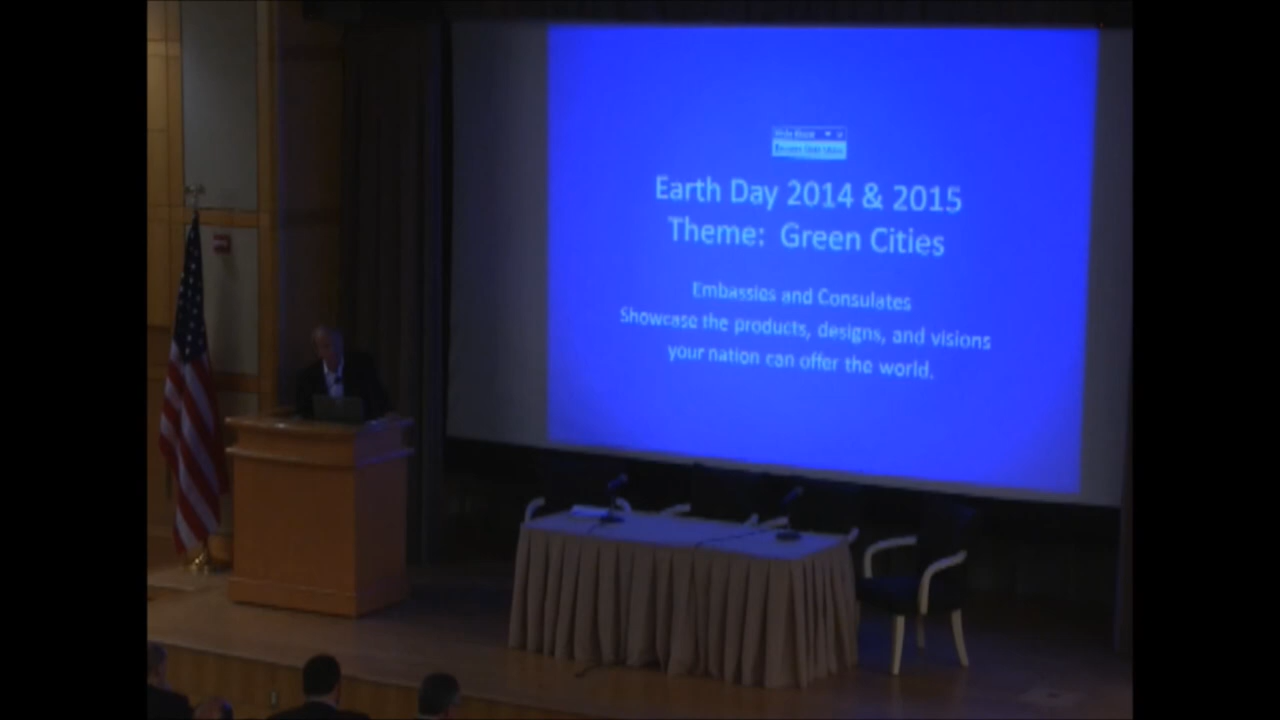 Earth Day 2014 & 2015
Theme: Green Cities
Embassies and Consulates
Showcase the products, designs, and visions
your nation can offer the world.